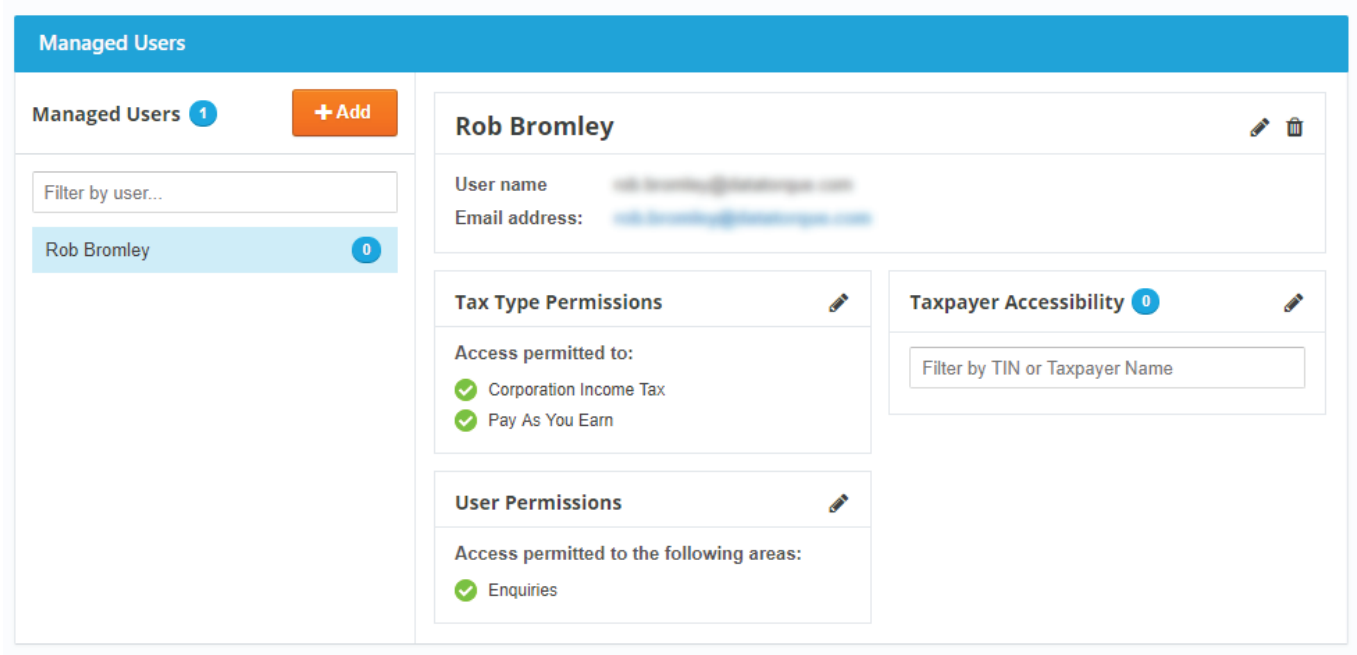 Managed Users
Managed Users 1
+ Add
Filter by user...
Rob Bromley 0
Rob Bromley
User name
Email address:
Tax Type Permissions
Access permitted to:
Corporation Income Tax
Pay As You Earn
Taxpayer Accessibility 0
Filter by TIN or Taxpayer Name
User Permissions
Access permitted to the following areas:
Enquiries